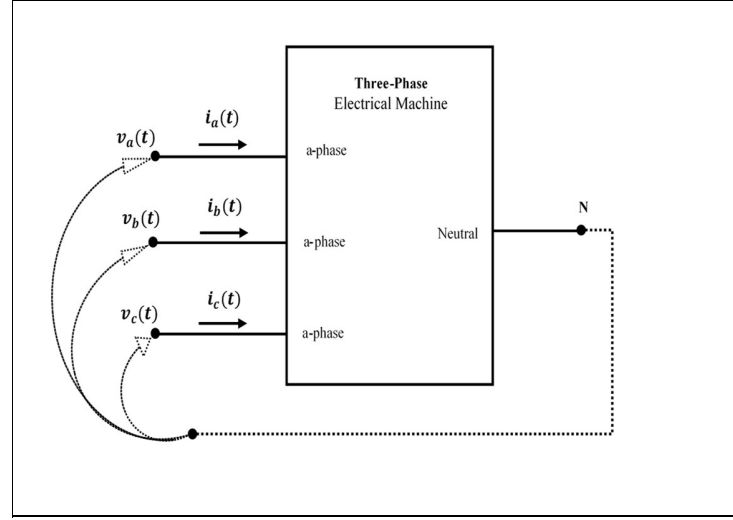 Three-Phase
Electrical Machine
v_a(t)
i_a(t)
a-phase
v_b(t)
i_b(t)
a-phase
N
Neutral
v_c(t)
i_c(t)
a-phase